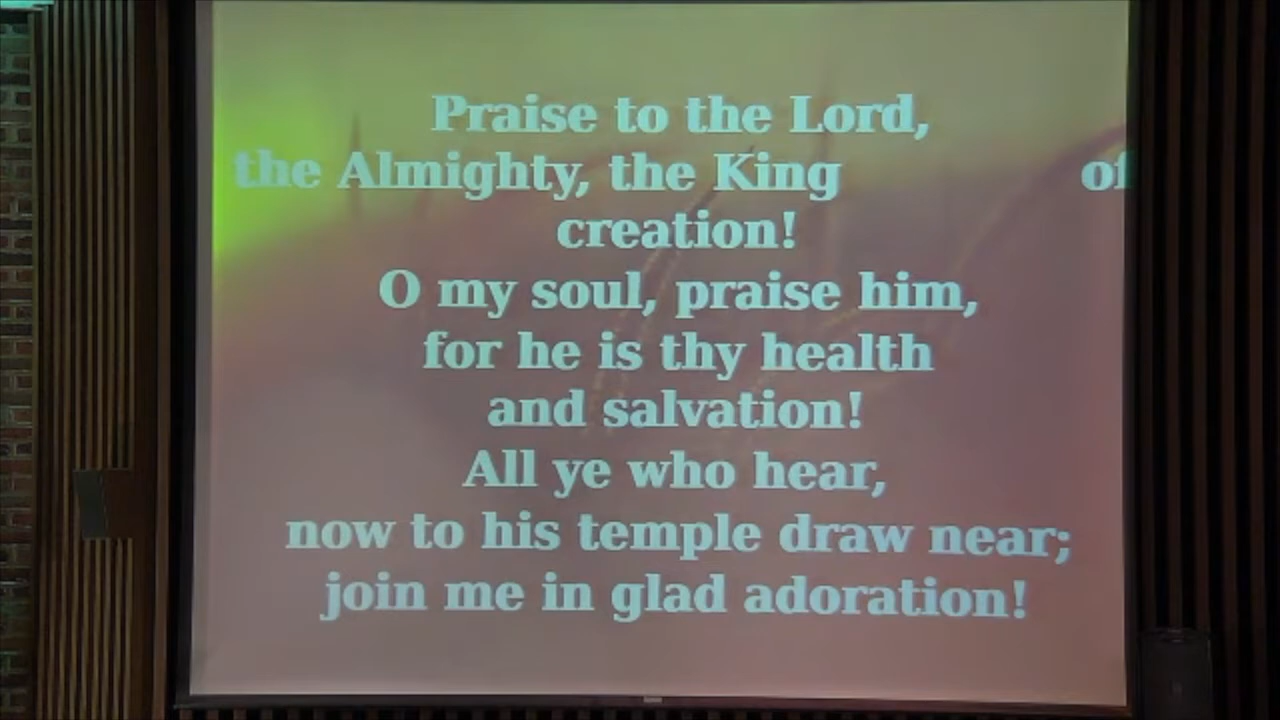 Praise to the Lord,
the Almighty, the King of
creation!
O my soul, praise him,
for he is thy health
and salvation!
All ye who hear,
now to his temple draw near;
join me in glad adoration!